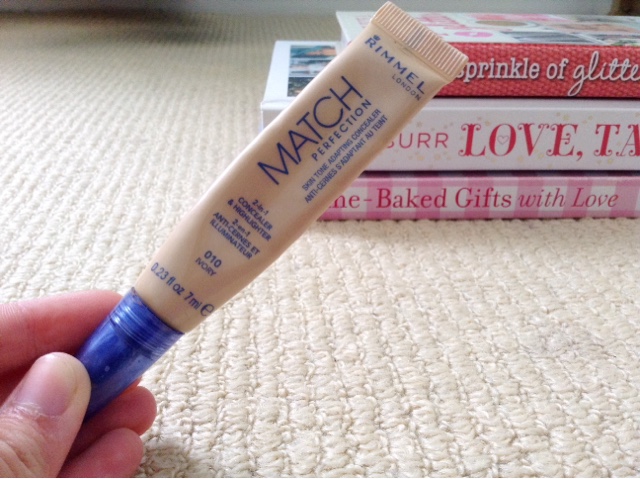 RIMMEL
LONDON
MATCH
PERFECTION
SKIN TONE ADAPTING CONCEALER
ANTI-CERNES S'ADAPTANT AU TEINT
2-in-1
CONCEALER
& HIGHLIGHTER
2-en-1
ANTI-CERNES ET
ILLUMINATEUR
010
IVORY
0.23 fl oz 7ml e
sprinkle of glitte
URR LOVE, TA
me-Baked Gifts with Love